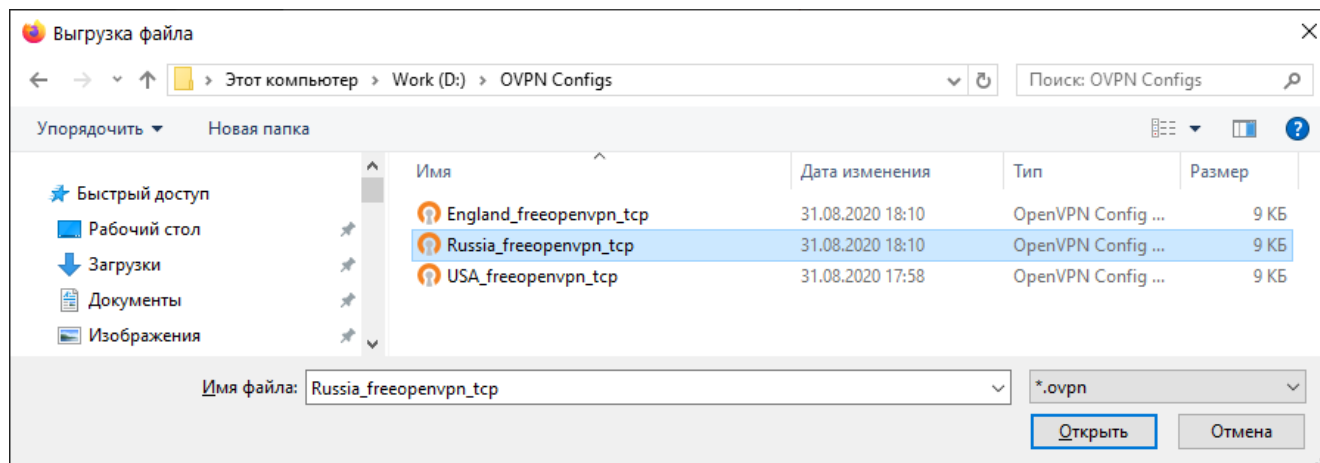 Выгрузка файла
Этот компьютер > Work (D:) > OVPN Configs
Поиск: OVPN Configs
Упорядочить Новая папка
?
Быстрый доступ
Рабочий стол
Загрузки
Документы
Изображения
Имя Дата изменения Тип Размер
England_freeopenvpn_tcp 31.08.2020 18:10 OpenVPN Config ... 9 КБ
Russia_freeopenvpn_tcp 31.08.2020 18:10 OpenVPN Config ... 9 КБ
USA_freeopenvpn_tcp 31.08.2020 17:58 OpenVPN Config ... 9 КБ
Имя файла: Russia_freeopenvpn_tcp *.ovpn
Открыть Отмена